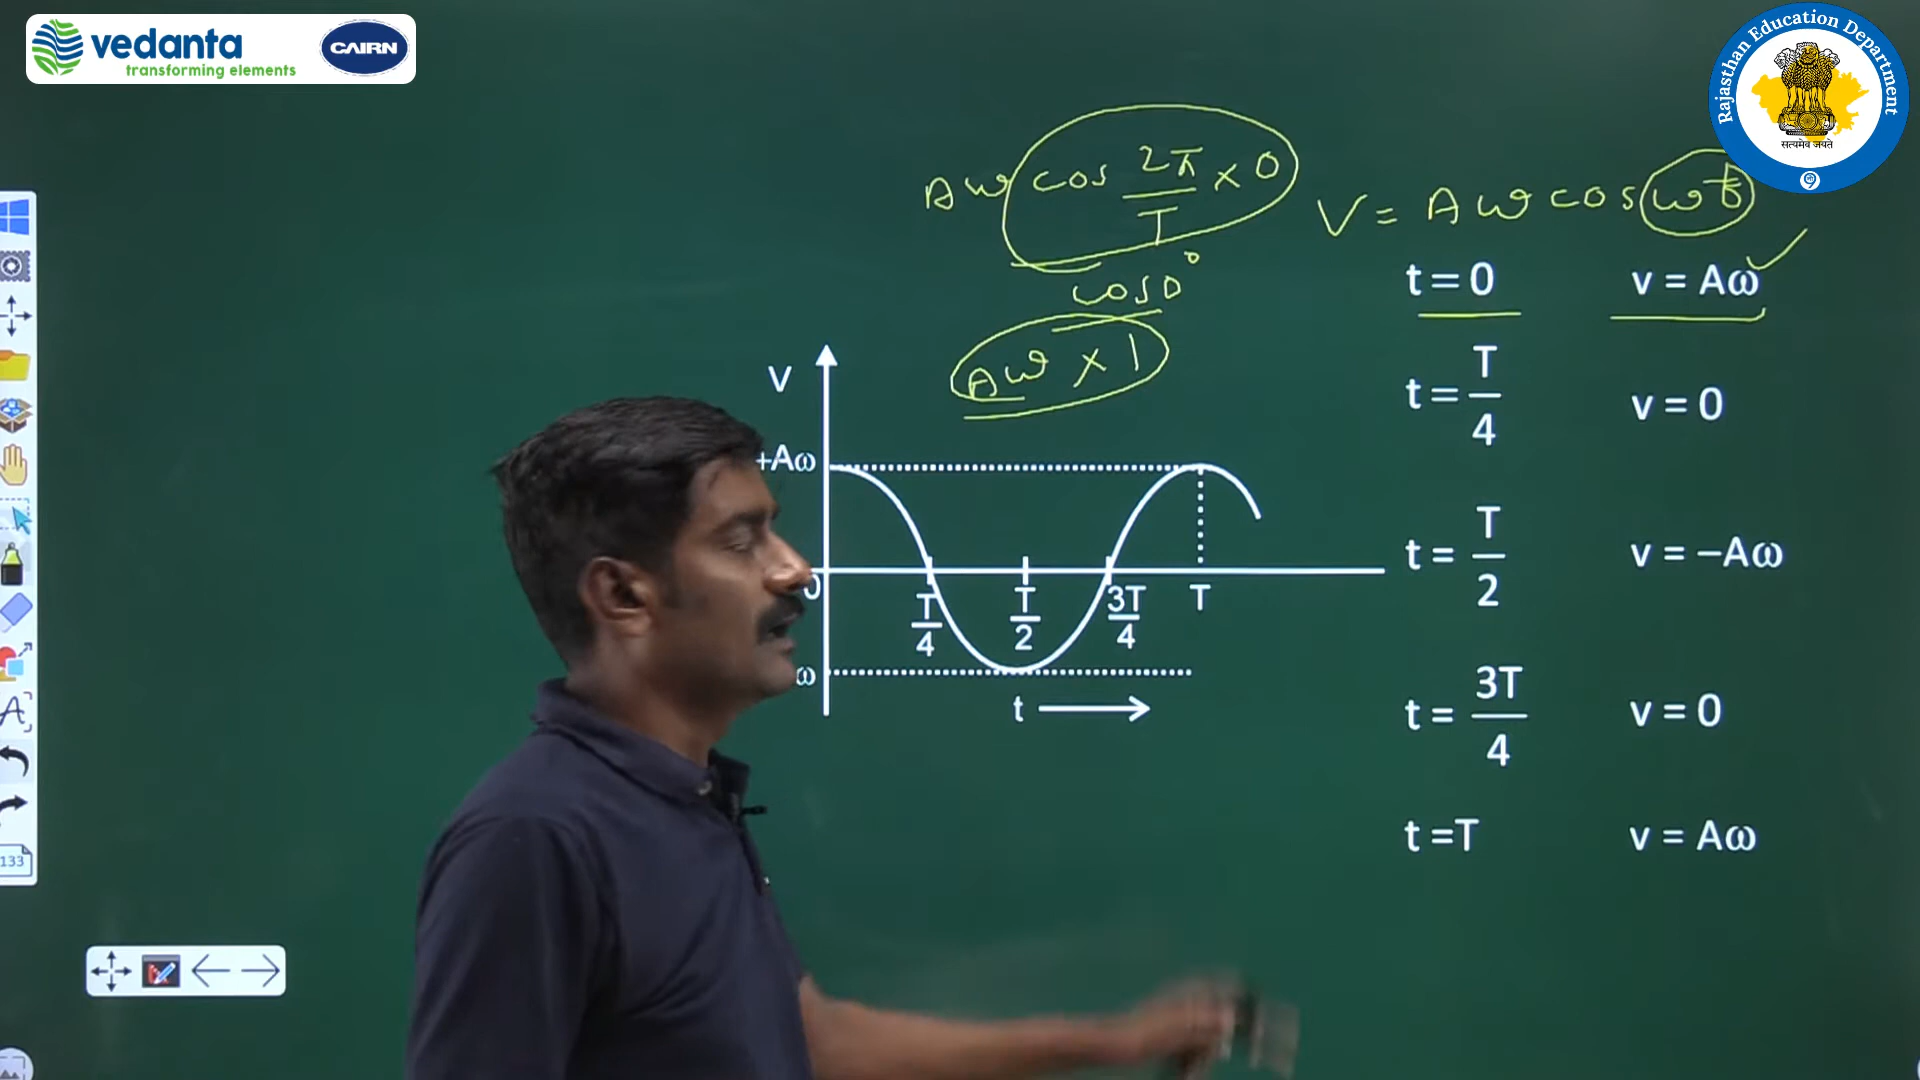 vedanta
transforming elements
CAIRN
Rajasthan Education Department
सत्यमेव जयते
Aω cos 2π/T × 0
V = Aω cos ωt
cos 0°
Aω × 1
t = 0 v = Aω
t = T/4 v = 0
t = T/2 v = –Aω
t = 3T/4 v = 0
t =T v = Aω
V
+Aω
0
T/4 T/2 3T/4 T
ω
t
133